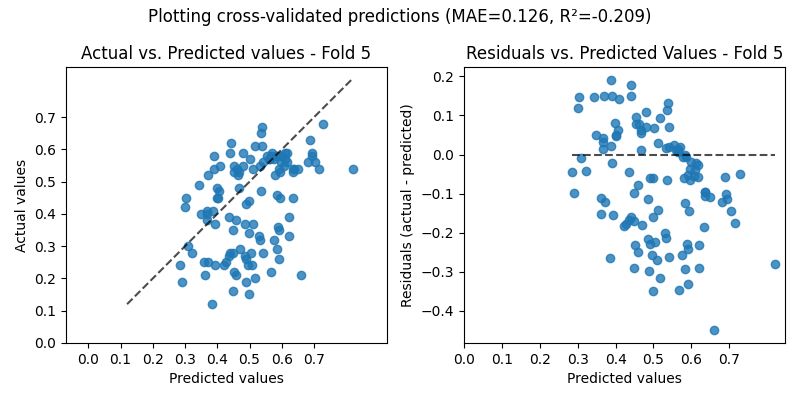 Plotting cross-validated predictions (MAE=0.126, R²=-0.209)
Actual vs. Predicted values - Fold 5
Actual values
0.7
0.6
0.5
0.4
0.3
0.2
0.1
0.0
0.0 0.1 0.2 0.3 0.4 0.5 0.6 0.7
Predicted values
Residuals vs. Predicted Values - Fold 5
Residuals (actual - predicted)
0.2
0.1
0.0
−0.1
−0.2
−0.3
−0.4
0.0 0.1 0.2 0.3 0.4 0.5 0.6 0.7
Predicted values